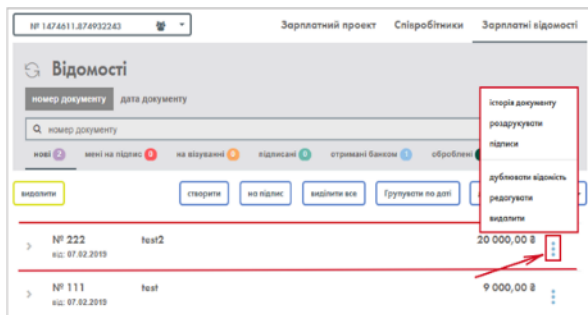 № 1474611.874932243
Зарплатний проект Співробітники Зарплатні відомості
Відомості
номер документу дата документу
номер документу
нові 2 мені на підпис 0 на візуванні 0 підписані 0 отримані банком 1 оброблені
історія документу
роздрукувати
підписи
дублювати відомість
редагувати
видалити
видалити створити на підпис виділити все Групувати по даті
№ 222 test2 20 000,00 ₴
від: 07.02.2019
№ 111 test 9 000,00 ₴
від: 07.02.2019